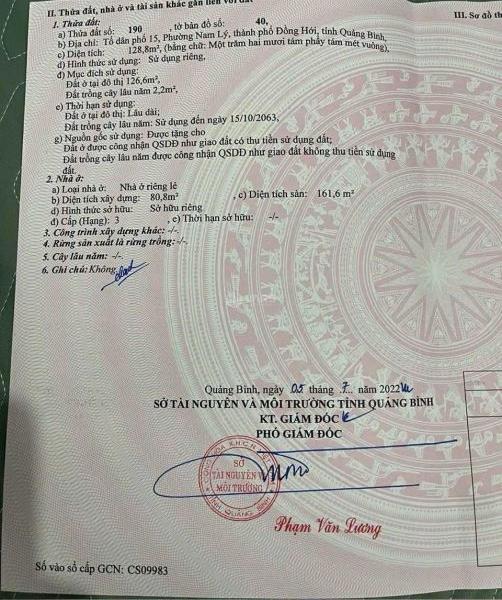 II. Thửa đất, nhà ở và tài sản khác gắn liền với đất
III. Sơ đồ th
1. Thửa đất:
a) Thửa đất số: 190 , tờ bản đồ số: 40,
b) Địa chỉ: Tổ dân phố 15, Phường Nam Lý, thành phố Đồng Hới, tỉnh Quảng Bình,
c) Diện tích: 128,8m², (bằng chữ: Một trăm hai mươi tám phẩy tám mét vuông),
d) Hình thức sử dụng: Sử dụng riêng,
đ) Mục đích sử dụng:
Đất ở tại đô thị 126,6m²,
Đất trồng cây lâu năm 2,2m²,
e) Thời hạn sử dụng:
Đất ở tại đô thị: Lâu dài;
Đất trồng cây lâu năm: Sử dụng đến ngày 15/10/2063,
g) Nguồn gốc sử dụng: Được tặng cho
Đất ở được công nhận QSDĐ như giao đất có thu tiền sử dụng đất;
Đất trồng cây lâu năm được công nhận QSDĐ như giao đất không thu tiền sử dụng
đất.
2. Nhà ở:
a) Loại nhà ở: Nhà ở riêng lẻ
b) Diện tích xây dựng: 80,8m² , c) Diện tích sàn: 161,6 m²
d) Hình thức sở hữu: Sở hữu riêng
đ) Cấp (Hạng): 3 , e) Thời hạn sở hữu: -/-
3. Công trình xây dựng khác: -/-.
4. Rừng sản xuất là rừng trồng: -/-.
5. Cây lâu năm: -/-.
6. Ghi chú: Không
Quảng Bình, ngày 05 tháng 7 năm 2022
SỞ TÀI NGUYÊN VÀ MÔI TRƯỜNG TỈNH QUẢNG BÌNH
KT. GIÁM ĐỐC
PHÓ GIÁM ĐỐC
SỞ
TÀI NGUYÊN VÀ
MÔI TRƯỜNG
TỈNH QUẢNG BÌNH
Phạm Văn Lương
Số vào sổ cấp GCN: CS09983